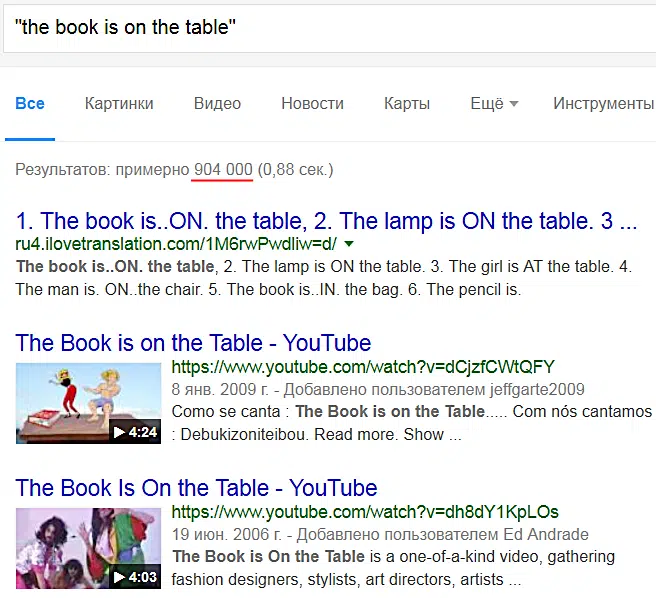 "the book is on the table"
Все Картинки Видео Новости Карты Ещё Инструменты
Результатов: примерно 904 000 (0,88 сек.)
1. The book is..ON. the table, 2. The lamp is ON the table. 3 ...
ru4.ilovetranslation.com/1M6rwPwdliw=d/
The book is..ON. the table, 2. The lamp is ON the table. 3. The girl is AT the table. 4.
The man is. ON..the chair. 5. The book is..IN. the bag. 6. The pencil is.
The Book is on the Table - YouTube
https://www.youtube.com/watch?v=dCjzfCWtQFY
8 янв. 2009 г. - Добавлено пользователем jeffgarte2009
Como se canta : The Book is on the Table..... Com nós cantamos
: Debukizoniteibou. Read more. Show ...
4:24
The Book Is On the Table - YouTube
https://www.youtube.com/watch?v=dh8dY1KpLOs
19 июн. 2006 г. - Добавлено пользователем Ed Andrade
The Book is On the Table is a one-of-a-kind video, gathering
fashion designers, stylists, art directors, artists ...
4:03